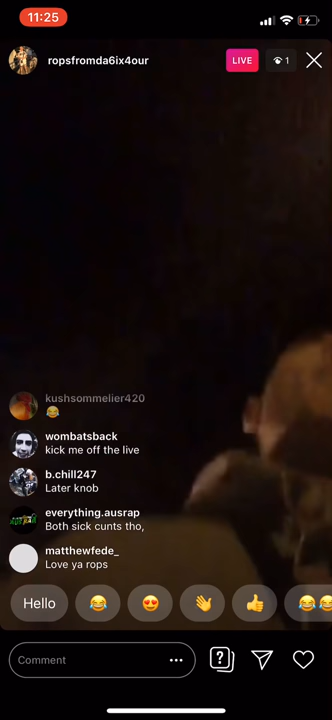 11:25
ropsfromda6ix4our
LIVE
1
kushsommelier420
😂
wombatsback
kick me off the live
b.chill247
Later knob
everything.ausrap
Both sick cunts tho,
matthewfede_
Love ya rops
Hello
Comment